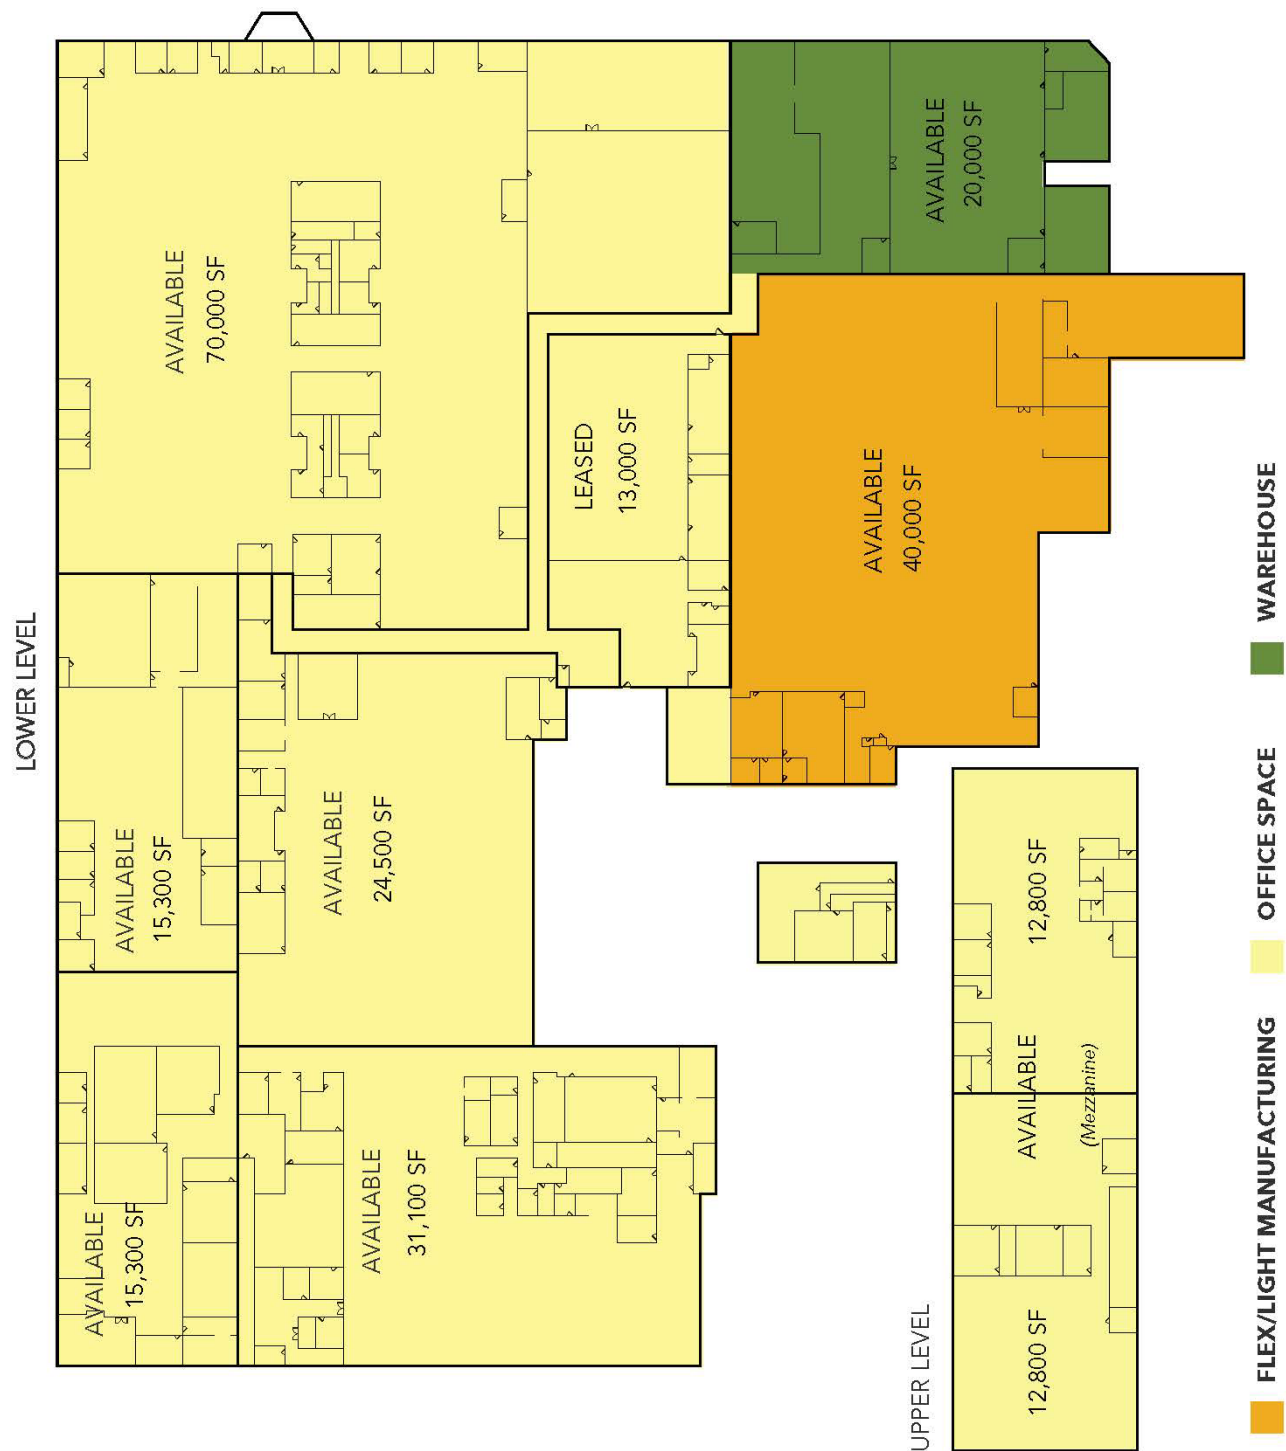 LOWER LEVEL
AVAILABLE
15,300 SF
AVAILABLE
15,300 SF
AVAILABLE
70,000 SF
AVAILABLE
31,100 SF
AVAILABLE
24,500 SF
LEASED
13,000 SF
AVAILABLE
40,000 SF
AVAILABLE
20,000 SF
UPPER LEVEL
12,800 SF
AVAILABLE
(Mezzanine)
12,800 SF
FLEX/LIGHT MANUFACTURING
OFFICE SPACE
WAREHOUSE